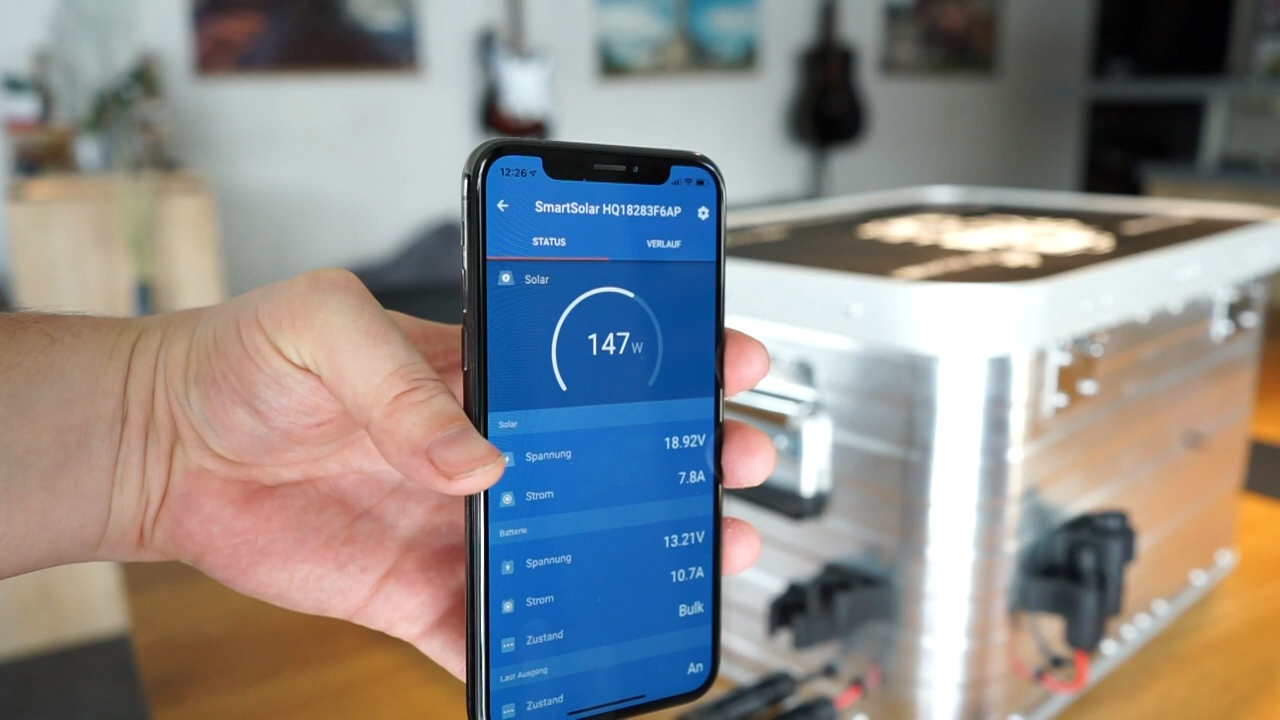 12:26
SmartSolar HQ18283F6AP
STATUS VERLAUF
Solar
147W
Solar
Spannung 18.92V
Strom 7.8A
Batterie
Spannung 13.21V
Strom 10.7A
Zustand Bulk
Last Ausgang
Zustand An